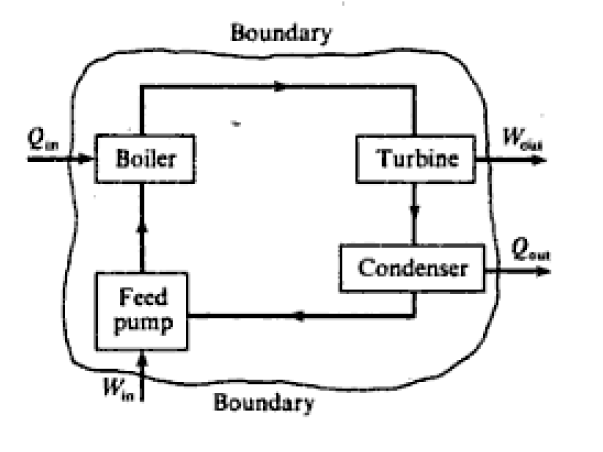 Boundary
Q_in
Boiler
Turbine
W_out
Condenser
Q_out
Feed
pump
W_in
Boundary